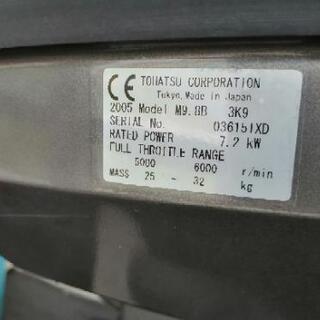 CE TOHATSU CORPORATION
Tokyo, Made in Japan
2005 Model M9.8B 3K9
SERIAL No. 036151XD
RATED POWER 7.2 kW
FULL THROTTLE RANGE
5000 6000 r/min
MASS 25 - 32 kg